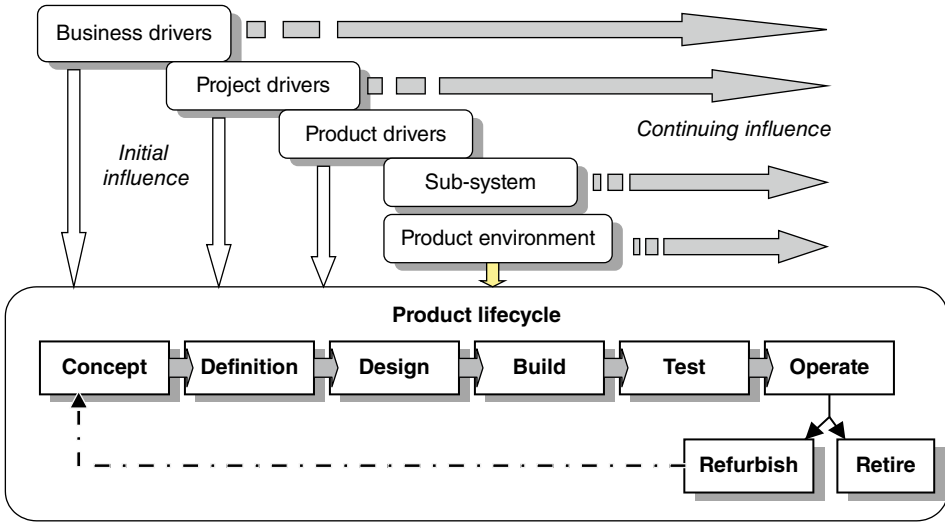 Business drivers
Project drivers
Product drivers
Continuing influence
Initial
influence
Sub-system
Product environment
Product lifecycle
Concept
Definition
Design
Build
Test
Operate
Refurbish
Retire